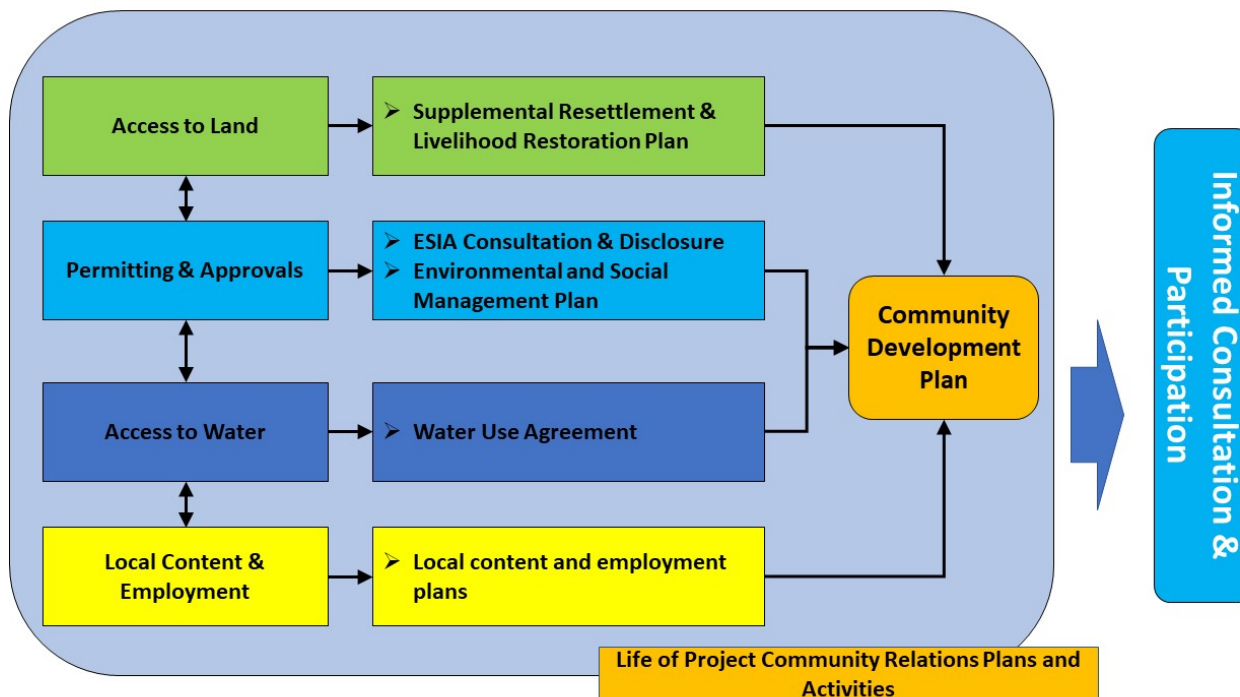 Access to Land
➢ Supplemental Resettlement &
Livelihood Restoration Plan
Permitting & Approvals
➢ ESIA Consultation & Disclosure
➢ Environmental and Social
Management Plan
Access to Water
➢ Water Use Agreement
Local Content &
Employment
➢ Local content and employment
plans
Community
Development
Plan
Life of Project Community Relations Plans and
Activities
Informed Consultation &
Participation